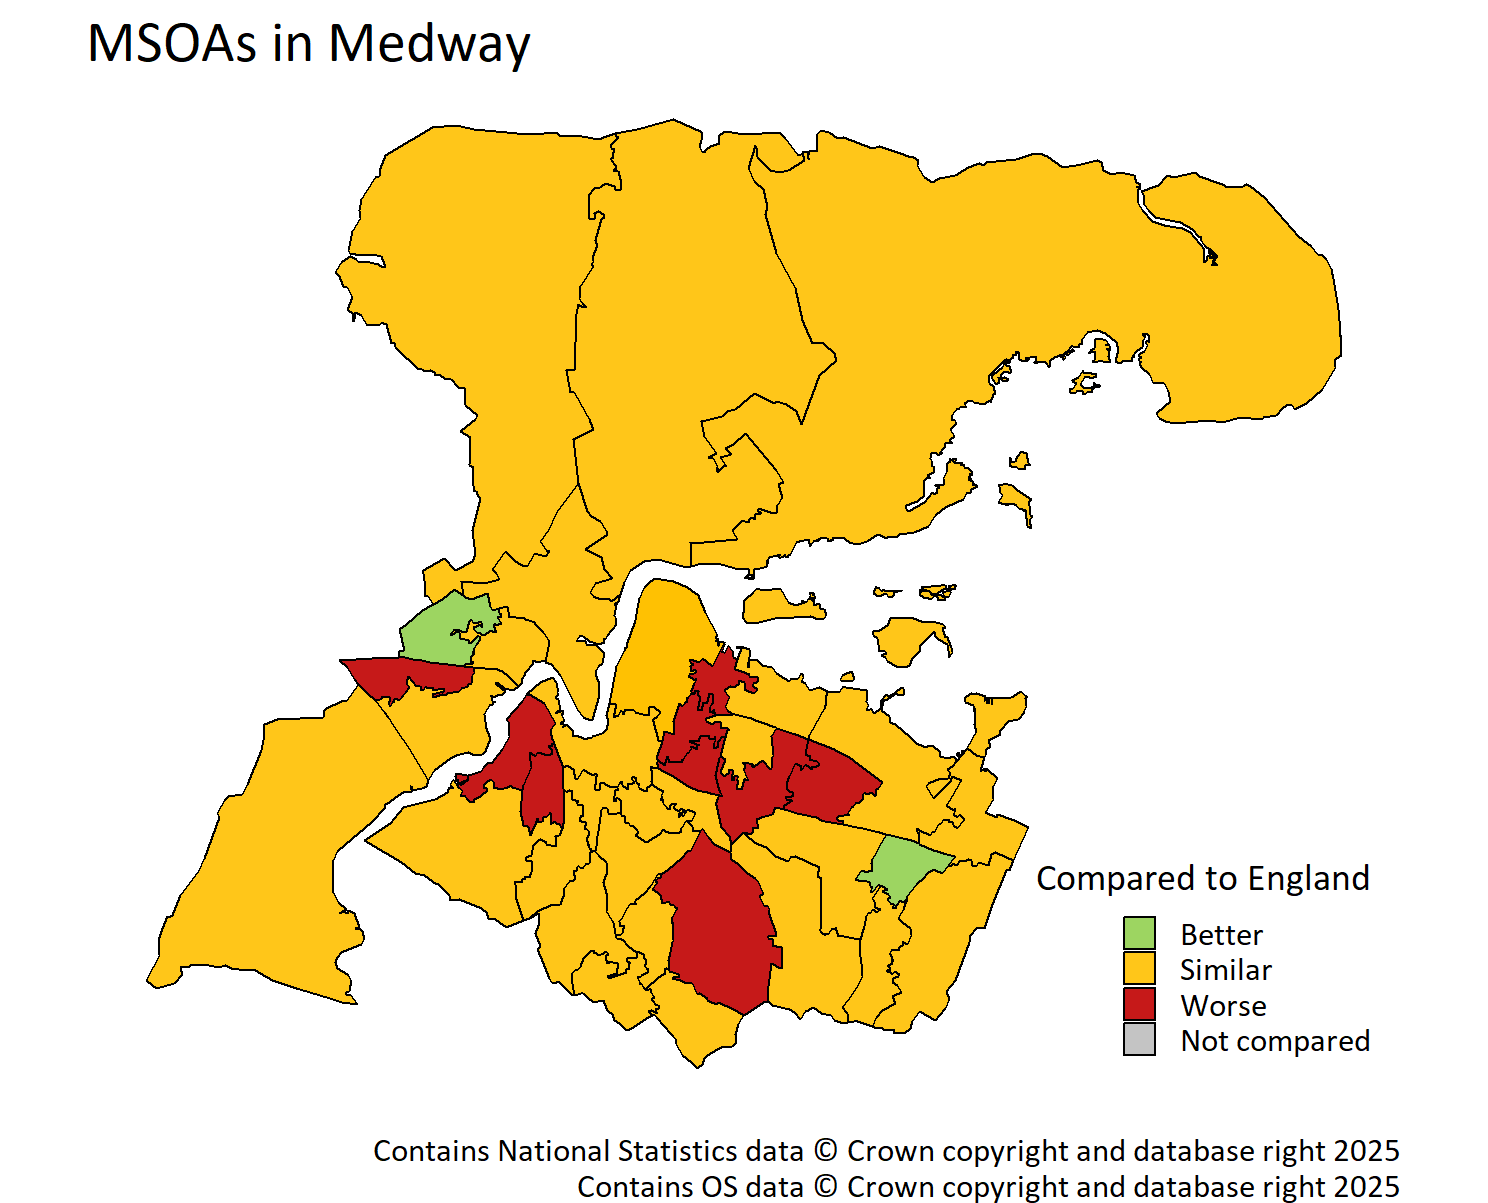 MSOAs in Medway
Compared to England
Better
Similar
Worse
Not compared
Contains National Statistics data © Crown copyright and database right 2025
Contains OS data © Crown copyright and database right 2025